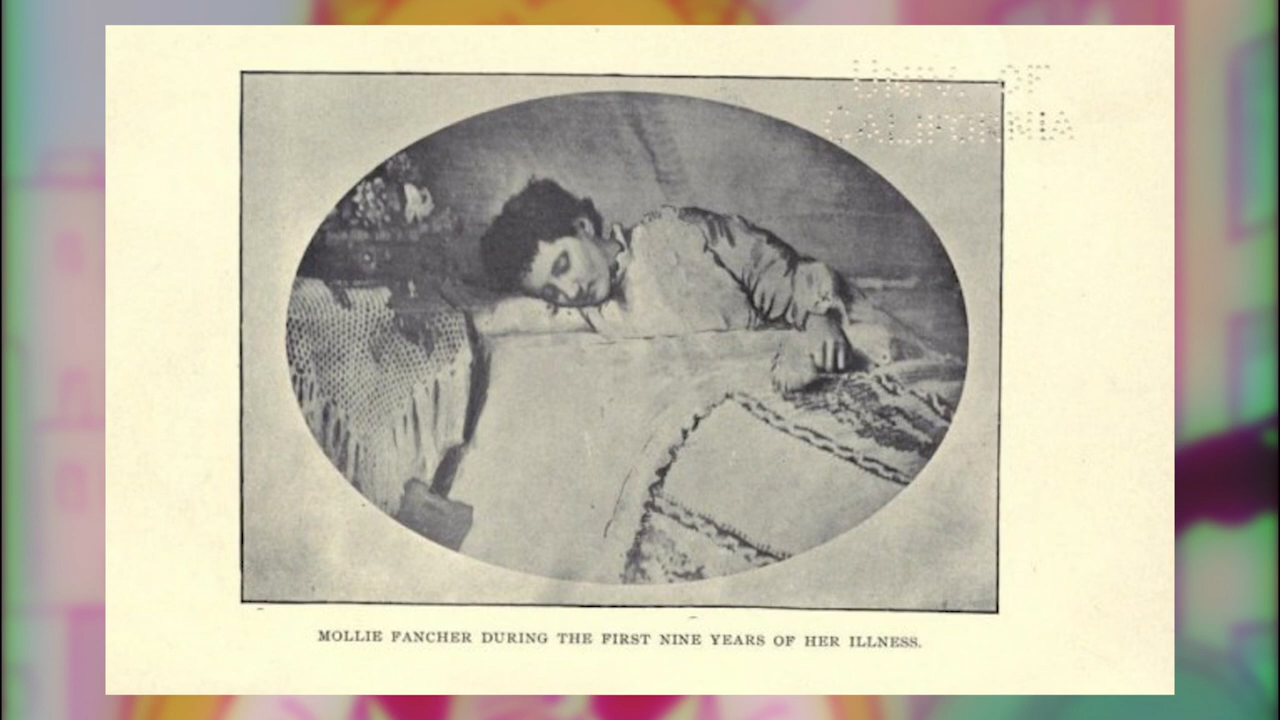 UNIV. OF
CALIFORNIA
MOLLIE FANCHER DURING THE FIRST NINE YEARS OF HER ILLNESS.